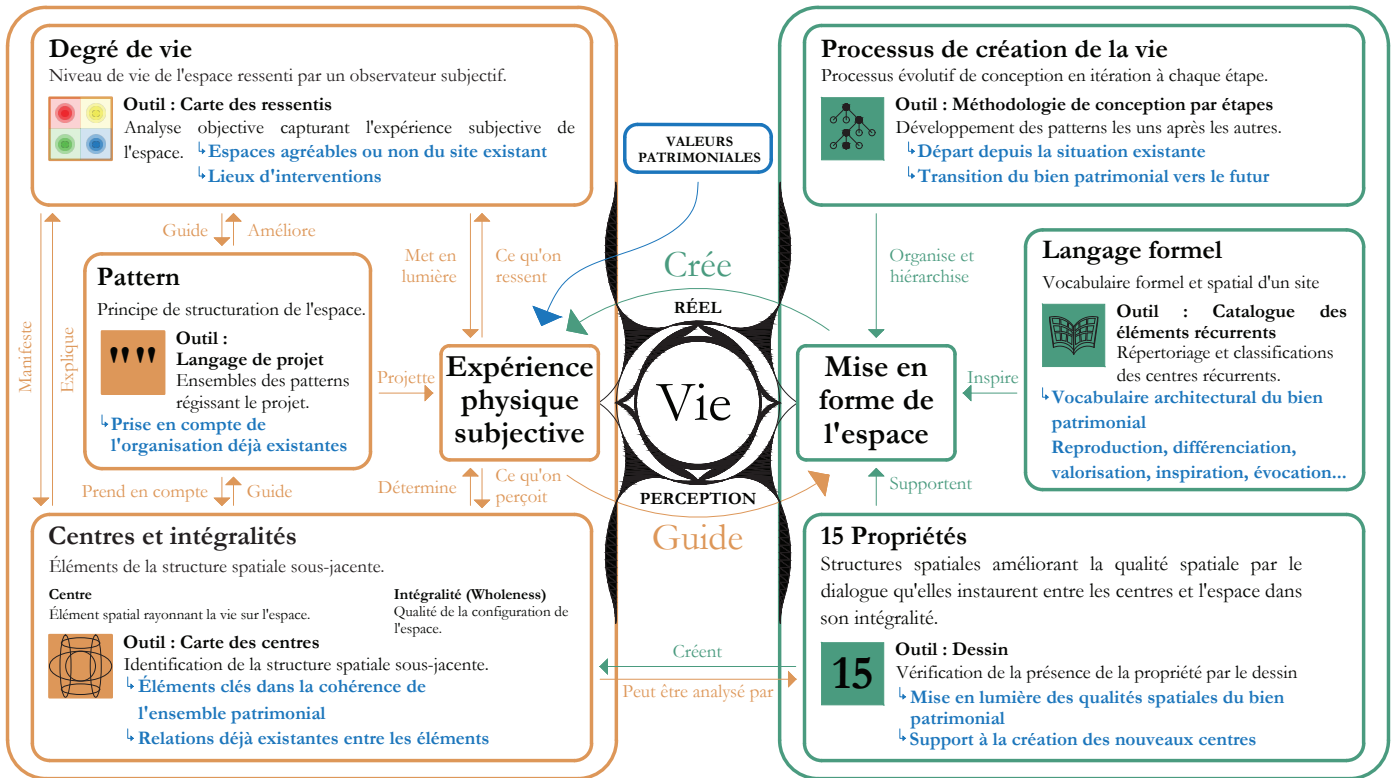 Degré de vie
Niveau de vie de l'espace ressenti par un observateur subjectif.
Outil : Carte des ressentis
Analyse objective capturant l'expérience subjective de
l'espace. ↳Espaces agréables ou non du site existant
↳Lieux d'interventions
Guide
Améliore
Met en
lumière
Ce qu'on
ressent
Manifeste
Explique
Pattern
Principe de structuration de l'espace.
""
Outil :
Langage de projet
Ensembles des patterns
régissant le projet.
↳Prise en compte de
l'organisation déjà existantes
Projette
Expérience
physique
subjective
Prend en compte
Guide
Détermine
Ce qu'on
perçoit
Centres et intégralités
Éléments de la structure spatiale sous-jacente.
Centre
Élément spatial rayonnant la vie sur l'espace.
Intégralité (Wholeness)
Qualité de la configuration de
l'espace.
Outil : Carte des centres
Identification de la structure spatiale sous-jacente.
↳Éléments clés dans la cohérence de
l'ensemble patrimonial
↳Relations déjà existantes entre les éléments
VALEURS
PATRIMONIALES
Crée
RÉEL
Vie
PERCEPTION
Guide
Créent
Peut être analysé par
Processus de création de la vie
Processus évolutif de conception en itération à chaque étape.
Outil : Méthodologie de conception par étapes
Développement des patterns les uns après les autres.
↳Départ depuis la situation existante
↳Transition du bien patrimonial vers le futur
Organise et
hiérarchise
Mise en
forme de
l'espace
Inspire
Langage formel
Vocabulaire formel et spatial d'un site
Outil : Catalogue des
éléments récurrents
Répertoriage et classifications
des centres récurrents.
↳Vocabulaire architectural du bien
patrimonial
Reproduction, différenciation,
valorisation, inspiration, évocation...
Supportent
15 Propriétés
Structures spatiales améliorant la qualité spatiale par le
dialogue qu'elles instaurent entre les centres et l'espace dans
son intégralité.
15
Outil : Dessin
Vérification de la présence de la propriété par le dessin
↳Mise en lumière des qualités spatiales du bien
patrimonial
↳Support à la création des nouveaux centres